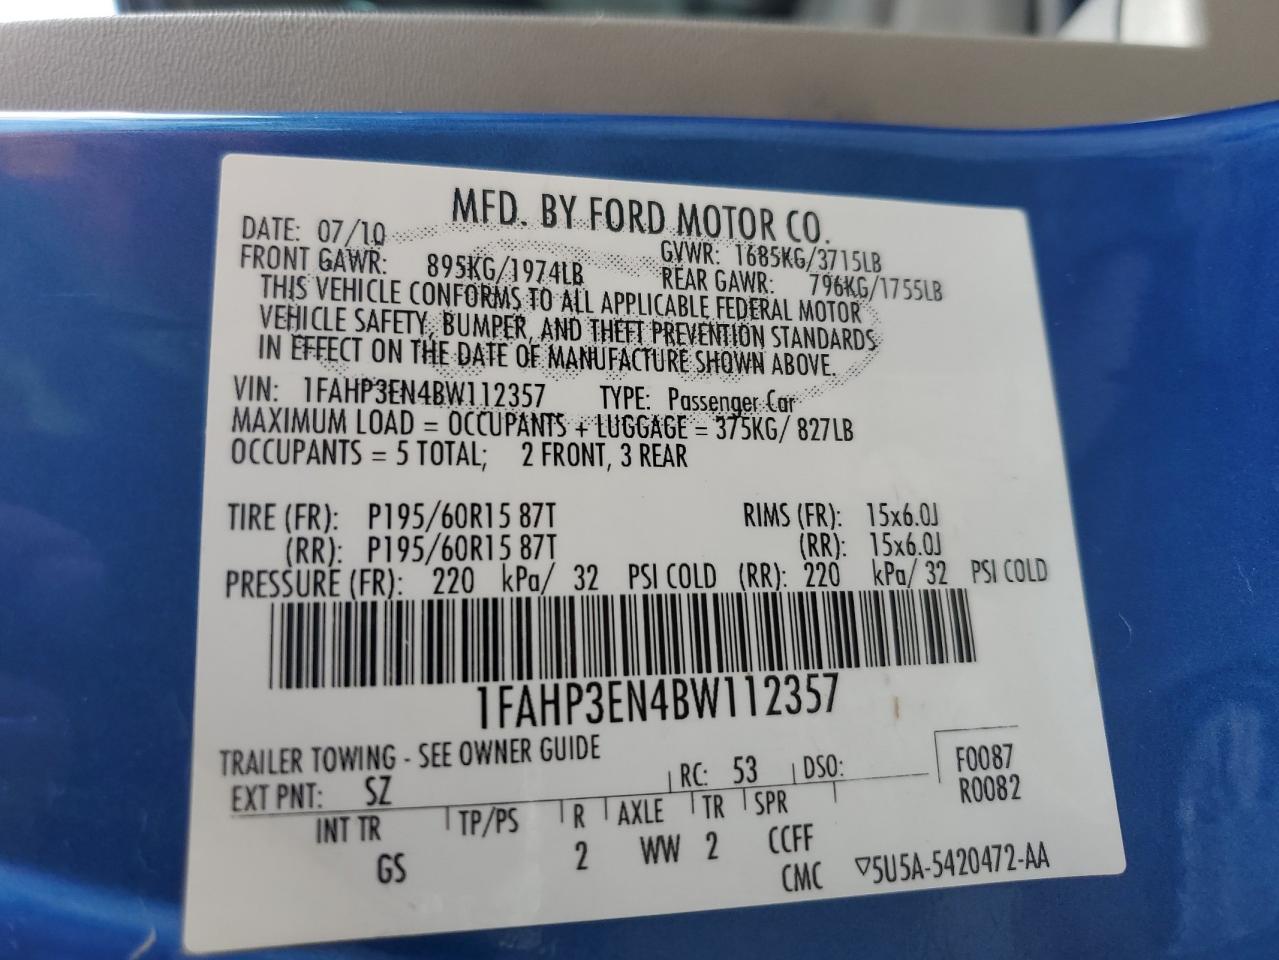 MFD. BY FORD MOTOR CO.
DATE: 07/10 GVWR: 1685KG/3715LB
FRONT GAWR: 895KG/1974LB REAR GAWR: 796KG/1755LB
THIS VEHICLE CONFORMS TO ALL APPLICABLE FEDERAL MOTOR
VEHICLE SAFETY, BUMPER, AND THEFT PREVENTION STANDARDS
IN EFFECT ON THE DATE OF MANUFACTURE SHOWN ABOVE.
VIN: 1FAHP3EN4BW112357 TYPE: Passenger Car
MAXIMUM LOAD = OCCUPANTS + LUGGAGE = 375KG/ 827LB
OCCUPANTS = 5 TOTAL; 2 FRONT, 3 REAR
TIRE (FR): P195/60R15 87T RIMS (FR): 15x6.0J
(RR): P195/60R15 87T (RR): 15x6.0J
PRESSURE (FR): 220 kPa/ 32 PSI COLD (RR): 220 kPa/ 32 PSI COLD
1FAHP3EN4BW112357
TRAILER TOWING - SEE OWNER GUIDE
EXT PNT: SZ RC: 53 DSO: F0087
R0082
INT TR TP/PS R AXLE TR SPR
GS 2 WW 2 CCFF
CMC ▽5U5A-5420472-AA